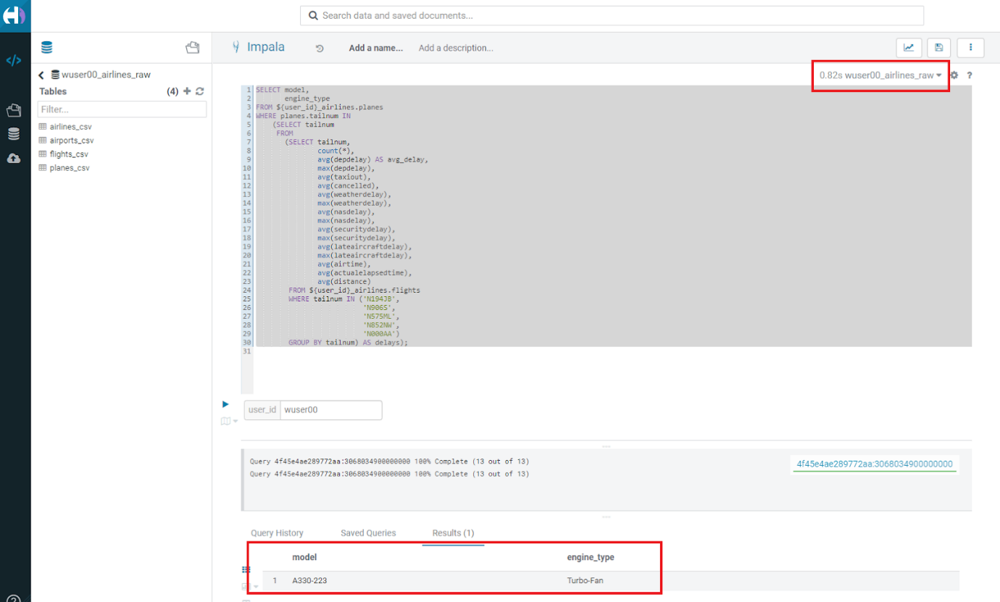 Search data and saved documents...
Impala
Add a name...
Add a description...
wuser00_airlines_raw
Tables
(4)
Filter...
airlines_csv
airports_csv
flights_csv
planes_csv
0.82s wuser00_airlines_raw
?
1 SELECT model,
2 engine_type
3 FROM ${user_id}_airlines.planes
4 WHERE planes.tailnum IN
5 (SELECT tailnum
6 FROM
7 (SELECT tailnum,
8 count(*),
9 avg(depdelay) AS avg_delay,
10 max(depdelay),
11 avg(taxiout),
12 avg(cancelled),
13 avg(weatherdelay),
14 max(weatherdelay),
15 avg(nasdelay),
16 max(nasdelay),
17 avg(securitydelay),
18 max(securitydelay),
19 avg(lateaircraftdelay),
20 max(lateaircraftdelay),
21 avg(airtime),
22 avg(actualelapsedtime),
23 avg(distance)
24 FROM ${user_id}_airlines.flights
25 WHERE tailnum IN ('N194JB',
26 'N906S',
27 'N575ML',
28 'N852NW',
29 'N000AA')
30 GROUP BY tailnum) AS delays);
31
user_id wuser00
Query 4f45e4ae289772aa:3068034900000000 100% Complete (13 out of 13)
Query 4f45e4ae289772aa:3068034900000000 100% Complete (13 out of 13)
4f45e4ae289772aa:3068034900000000
Query History Saved Queries Results (1)
model engine_type
1 A330-223 Turbo-Fan